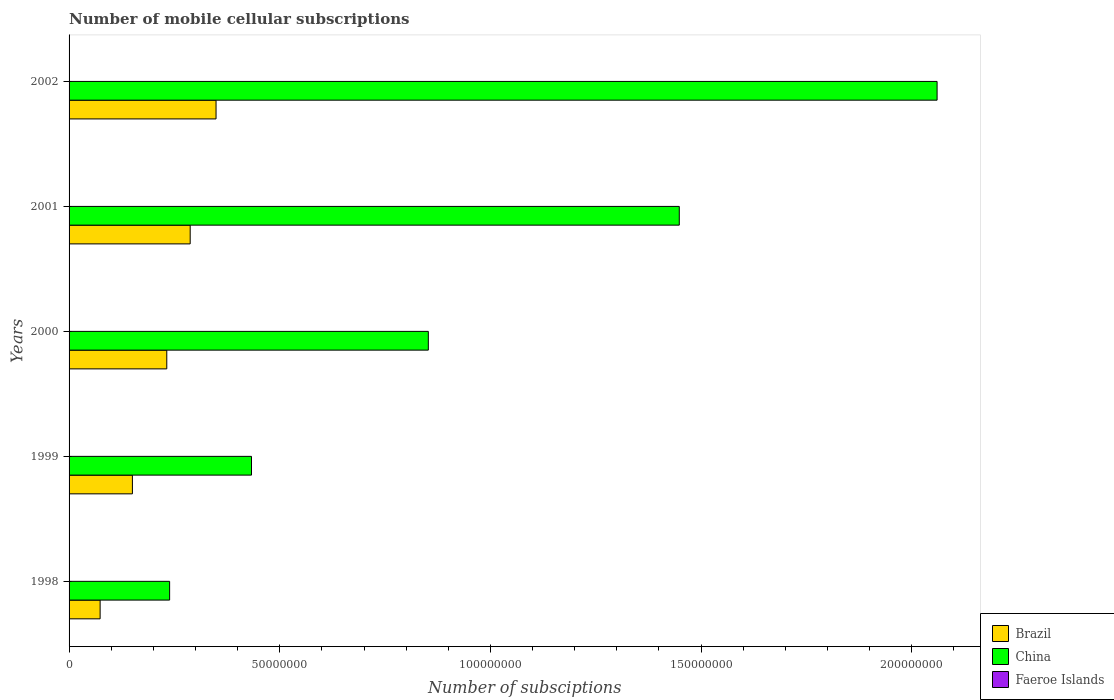 Number of mobile cellular subscriptions
2002
2001
2000
1999
1998
Years
0
50000000
100000000
150000000
200000000
Number of subsciptions
Brazil
China
Faeroe Islands